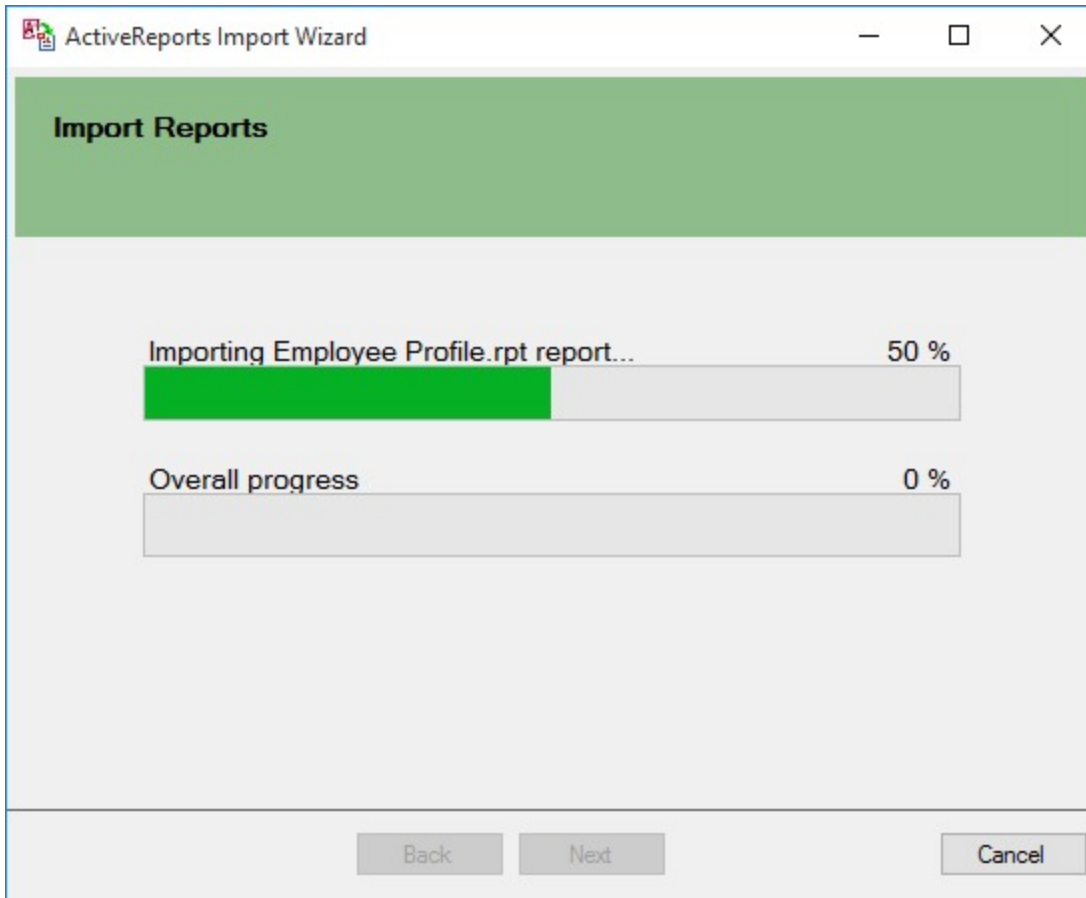 ActiveReports Import Wizard
Import Reports
Importing Employee Profile.rpt report... 50 %
Overall progress 0 %
Back Next Cancel